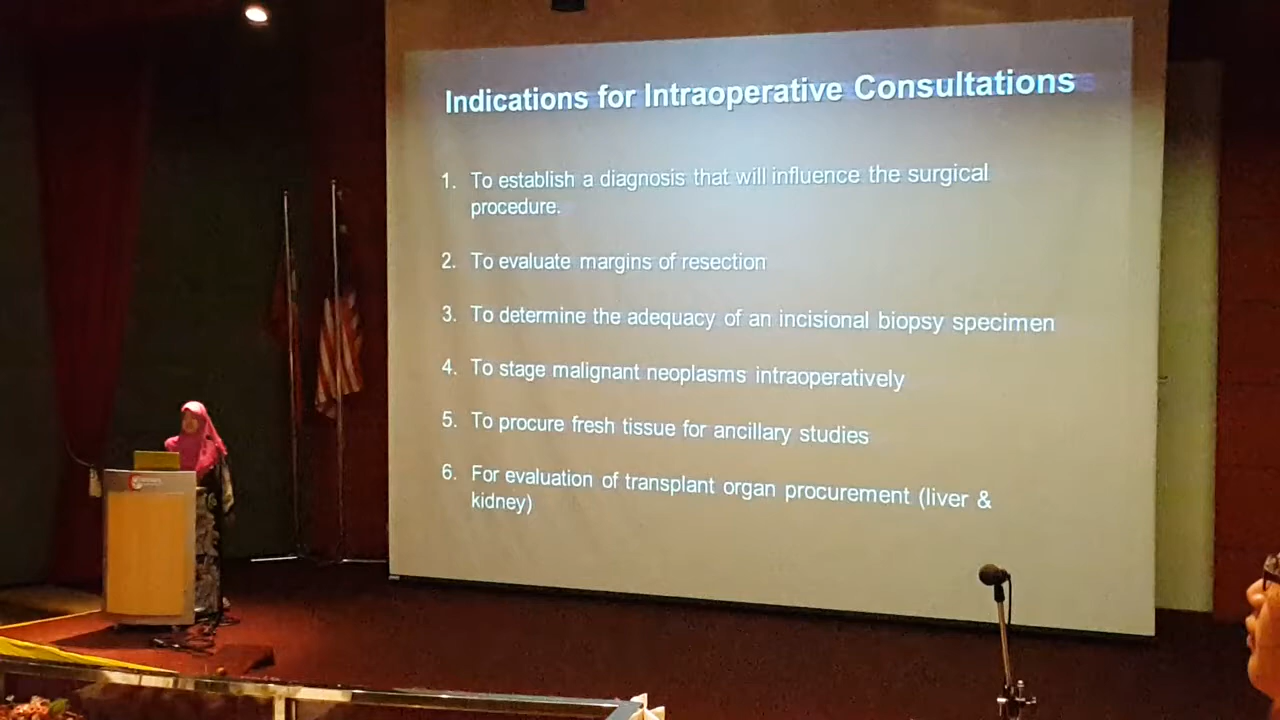 Indications for Intraoperative Consultations
1. To establish a diagnosis that will influence the surgical
procedure.
2. To evaluate margins of resection
3. To determine the adequacy of an incisional biopsy specimen
4. To stage malignant neoplasms intraoperatively
5. To procure fresh tissue for ancillary studies
6. For evaluation of transplant organ procurement (liver &
kidney)